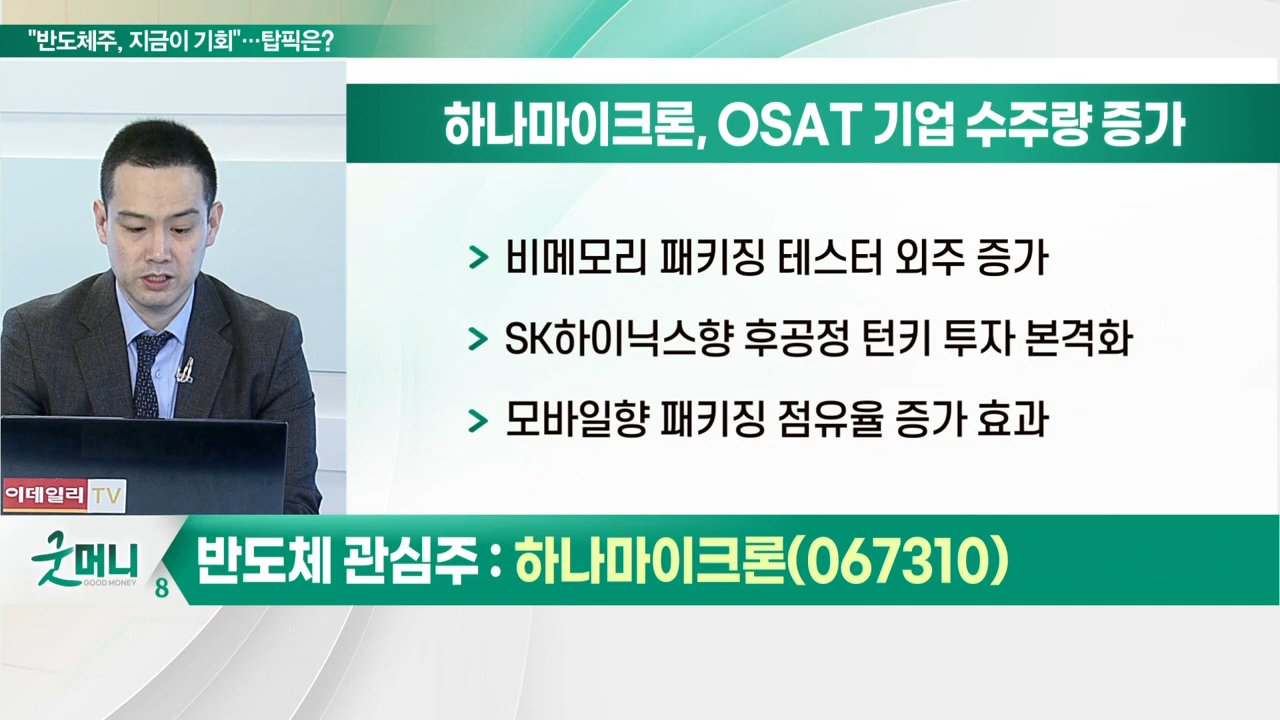 "반도체주, 지금이 기회"…탑픽은?
하나마이크론, OSAT 기업 수주량 증가
> 비메모리 패키징 테스터 외주 증가
> SK하이닉스향 후공정 턴키 투자 본격화
> 모바일향 패키징 점유율 증가 효과
이데일리 TV
굿머니
GOOD MONEY
8
반도체 관심주 : 하나마이크론(067310)